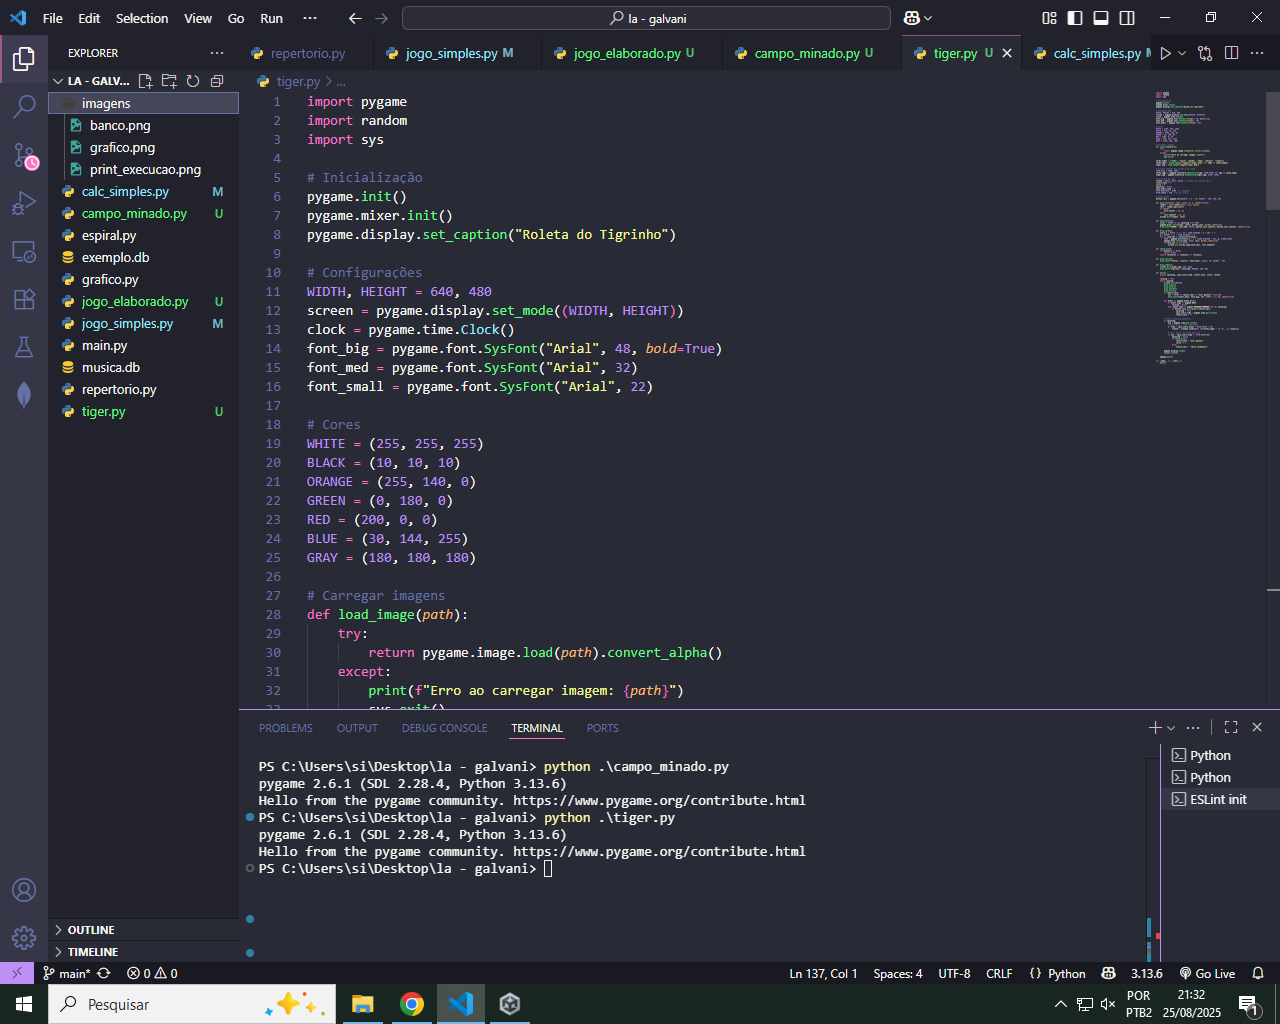 File Edit Selection View Go Run ··· la - galvani
EXPLORER ···
LA - GALV...
imagens
banco.png
grafico.png
print_execucao.png
calc_simples.py M
campo_minado.py U
espiral.py
exemplo.db
grafico.py
jogo_elaborado.py U
jogo_simples.py M
main.py
musica.db
repertorio.py
tiger.py U
OUTLINE
TIMELINE
repertorio.py jogo_simples.py M jogo_elaborado.py U campo_minado.py U tiger.py U calc_simples.py M
tiger.py > ...
1 import pygame
2 import random
3 import sys
4
5 # Inicialização
6 pygame.init()
7 pygame.mixer.init()
8 pygame.display.set_caption("Roleta do Tigrinho")
9
10 # Configurações
11 WIDTH, HEIGHT = 640, 480
12 screen = pygame.display.set_mode((WIDTH, HEIGHT))
13 clock = pygame.time.Clock()
14 font_big = pygame.font.SysFont("Arial", 48, bold=True)
15 font_med = pygame.font.SysFont("Arial", 32)
16 font_small = pygame.font.SysFont("Arial", 22)
17
18 # Cores
19 WHITE = (255, 255, 255)
20 BLACK = (10, 10, 10)
21 ORANGE = (255, 140, 0)
22 GREEN = (0, 180, 0)
23 RED = (200, 0, 0)
24 BLUE = (30, 144, 255)
25 GRAY = (180, 180, 180)
26
27 # Carregar imagens
28 def load_image(path):
29 try:
30 return pygame.image.load(path).convert_alpha()
31 except:
32 print(f"Erro ao carregar imagem: {path}")
33 sys.exit()
PROBLEMS OUTPUT DEBUG CONSOLE TERMINAL PORTS
PS C:\Users\si\Desktop\la - galvani> python .\campo_minado.py
pygame 2.6.1 (SDL 2.28.4, Python 3.13.6)
Hello from the pygame community. https://www.pygame.org/contribute.html
PS C:\Users\si\Desktop\la - galvani> python .\tiger.py
pygame 2.6.1 (SDL 2.28.4, Python 3.13.6)
Hello from the pygame community. https://www.pygame.org/contribute.html
PS C:\Users\si\Desktop\la - galvani>
Python
Python
ESLint init
main* 0 0 Ln 137, Col 1 Spaces: 4 UTF-8 CRLF {} Python 3.13.6 Go Live
Pesquisar
POR
PTB2
21:32
25/08/2025
1